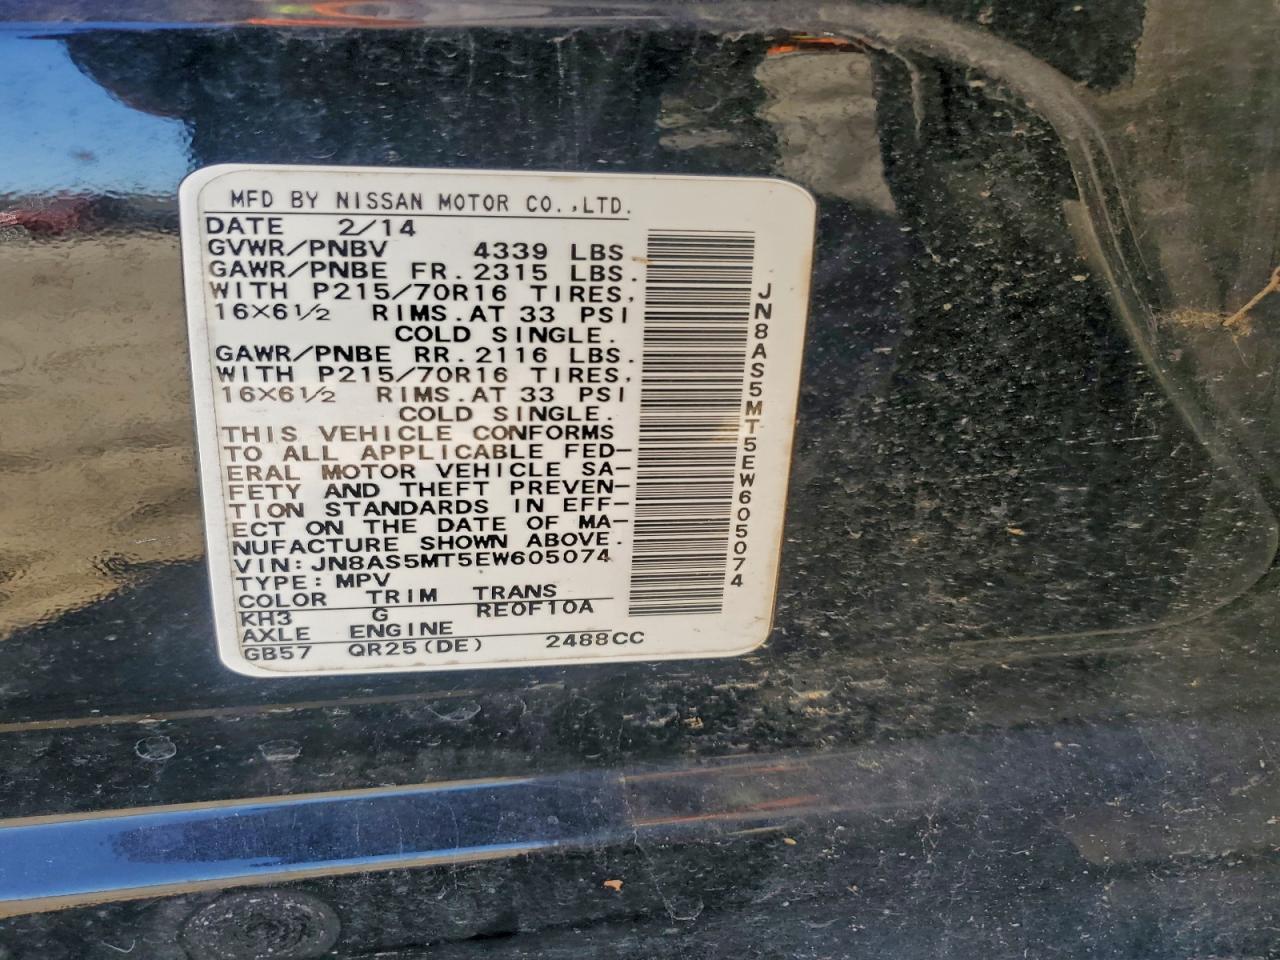 MFD BY NISSAN MOTOR CO.,LTD.
DATE 2/14
GVWR/PNBV 4339 LBS
GAWR/PNBE FR. 2315 LBS.
WITH P215/70R16 TIRES,
16×6½ RIMS. AT 33 PSI
COLD SINGLE.
GAWR/PNBE RR. 2116 LBS.
WITH P215/70R16 TIRES,
16×6½ RIMS. AT 33 PSI
COLD SINGLE.
THIS VEHICLE CONFORMS
TO ALL APPLICABLE FED-
ERAL MOTOR VEHICLE SA-
FETY AND THEFT PREVEN-
TION STANDARDS IN EFF-
ECT ON THE DATE OF MA-
NUFACTURE SHOWN ABOVE.
VIN: JN8AS5MT5EW605074
TYPE: MPV
COLOR TRIM TRANS
KH3 G RE0F10A
AXLE ENGINE
GB57 QR25(DE) 2488CC
JN8AS5MT5EW605074